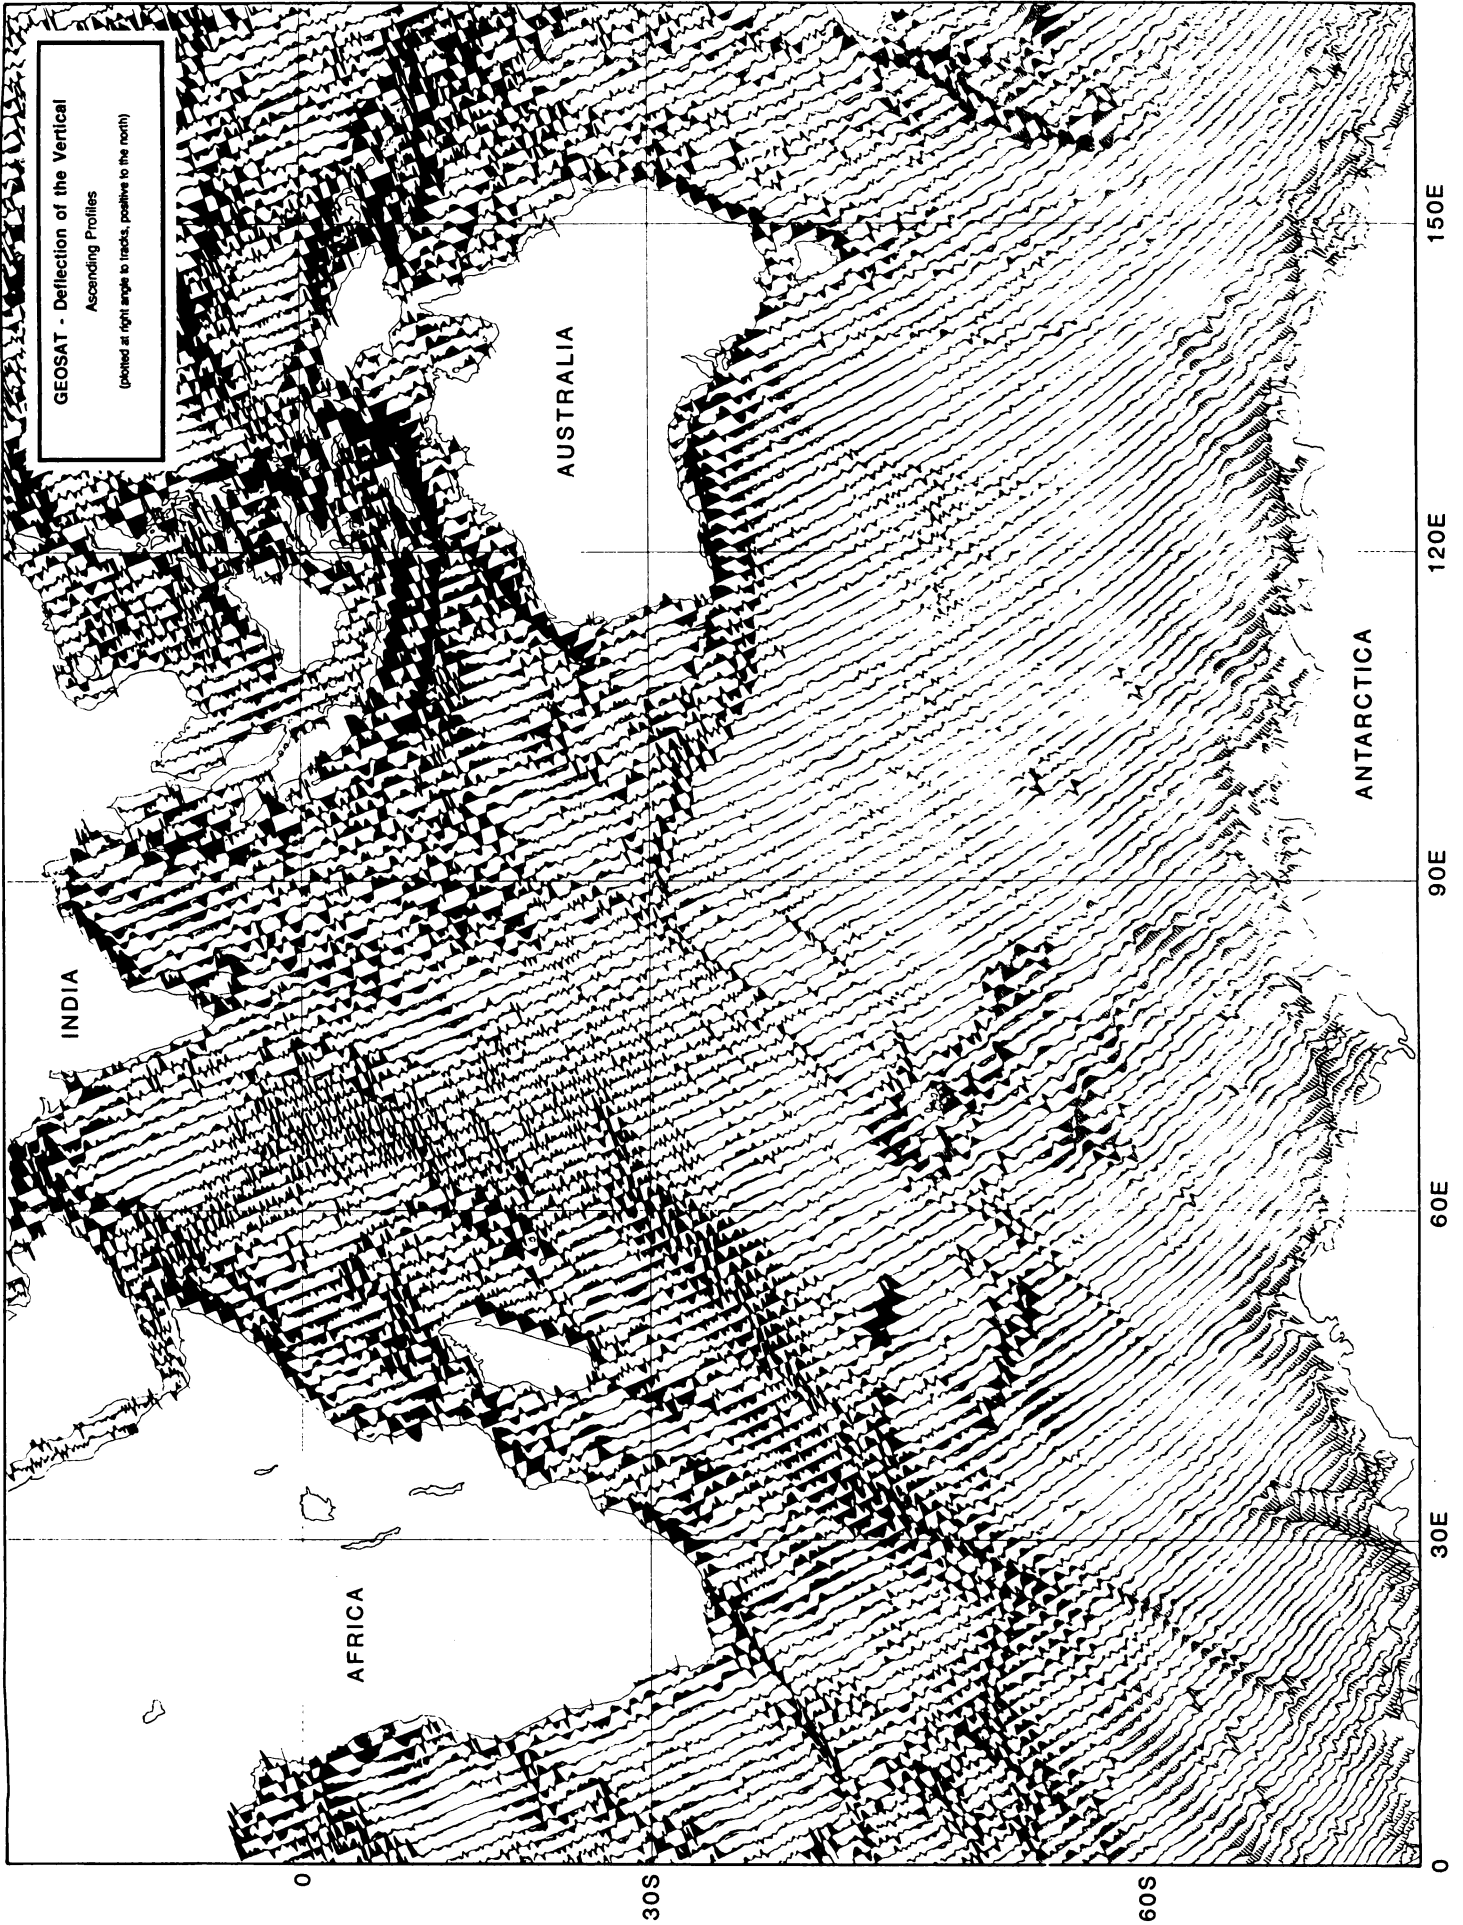 GEOSAT - Deflection of the Vertical
Ascending Profiles
(plotted at right angle to tracks, positive to the north)
INDIA
AFRICA
AUSTRALIA
ANTARCTICA
0
30S
60S
0
30E
60E
90E
120E
150E